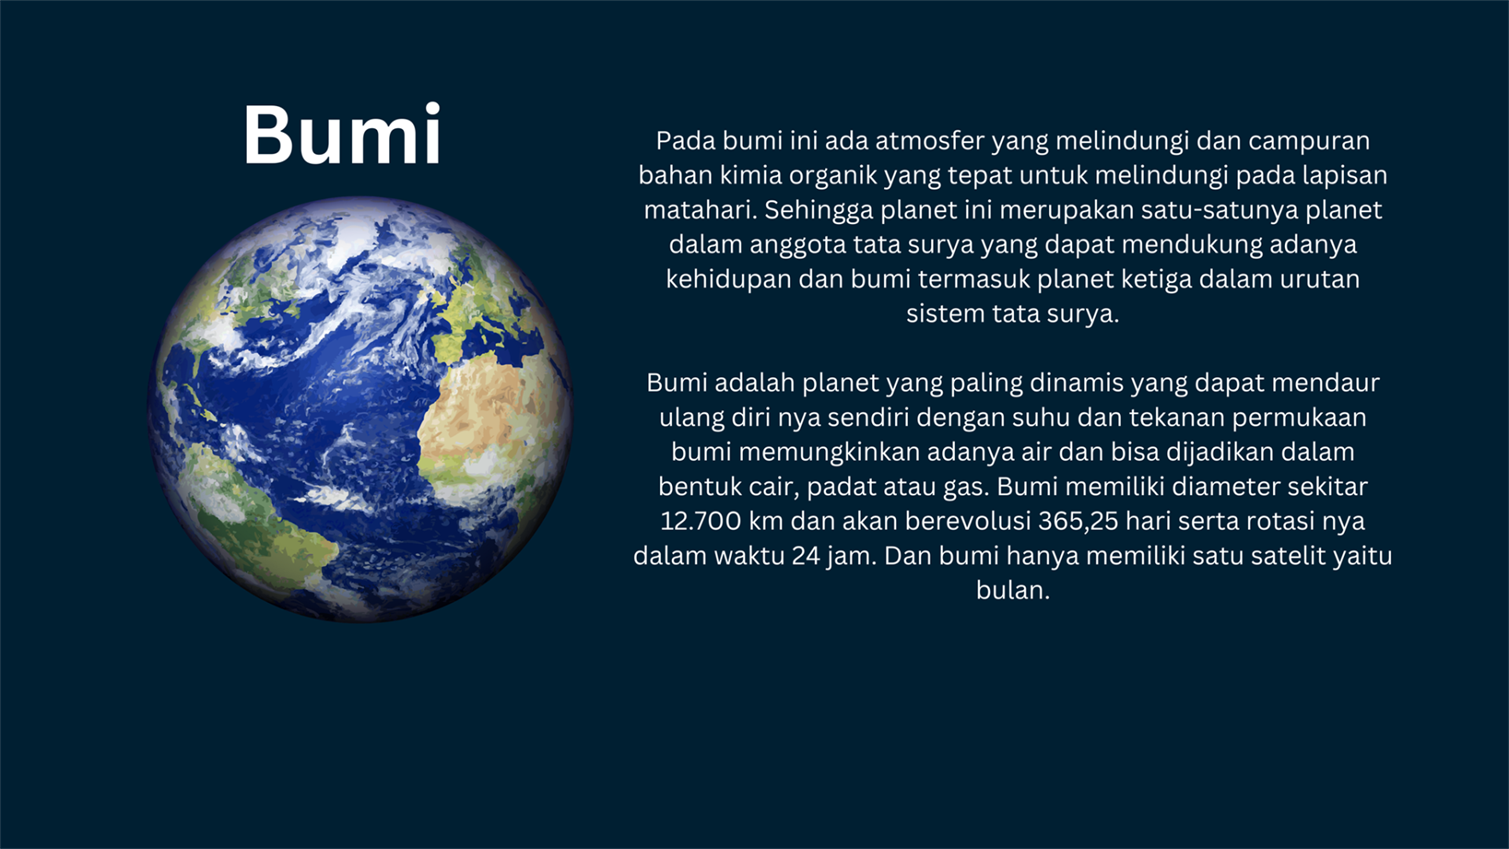 Bumi
Pada bumi ini ada atmosfer yang melindungi dan campuran
bahan kimia organik yang tepat untuk melindungi pada lapisan
matahari. Sehingga planet ini merupakan satu-satunya planet
dalam anggota tata surya yang dapat mendukung adanya
kehidupan dan bumi termasuk planet ketiga dalam urutan
sistem tata surya.
Bumi adalah planet yang paling dinamis yang dapat mendaur
ulang diri nya sendiri dengan suhu dan tekanan permukaan
bumi memungkinkan adanya air dan bisa dijadikan dalam
bentuk cair, padat atau gas. Bumi memiliki diameter sekitar
12.700 km dan akan berevolusi 365,25 hari serta rotasi nya
dalam waktu 24 jam. Dan bumi hanya memiliki satu satelit yaitu
bulan.